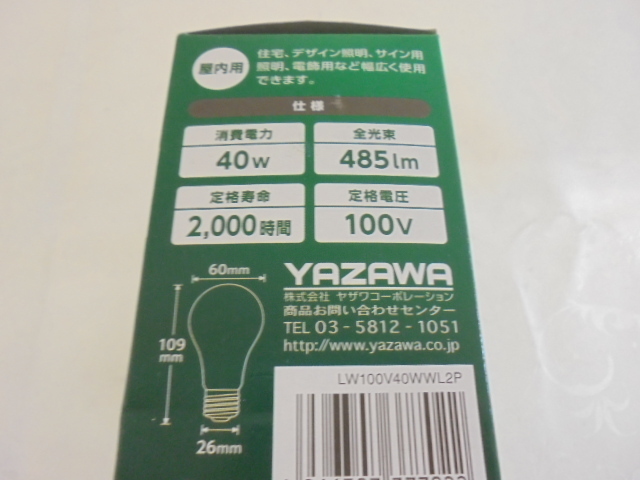 屋内用
住宅、デザイン照明、サイン用
照明、電飾用など幅広く使用
できます。
仕様
消費電力
40W
全光束
485lm
定格寿命
2,000時間
定格電圧
100V
60mm
109
mm
26mm
YAZAWA
株式会社 ヤザワコーポレーション
商品お問い合わせセンター
TEL 03-5812-1051
http://www.yazawa.co.jp
LW100V40WWL2P